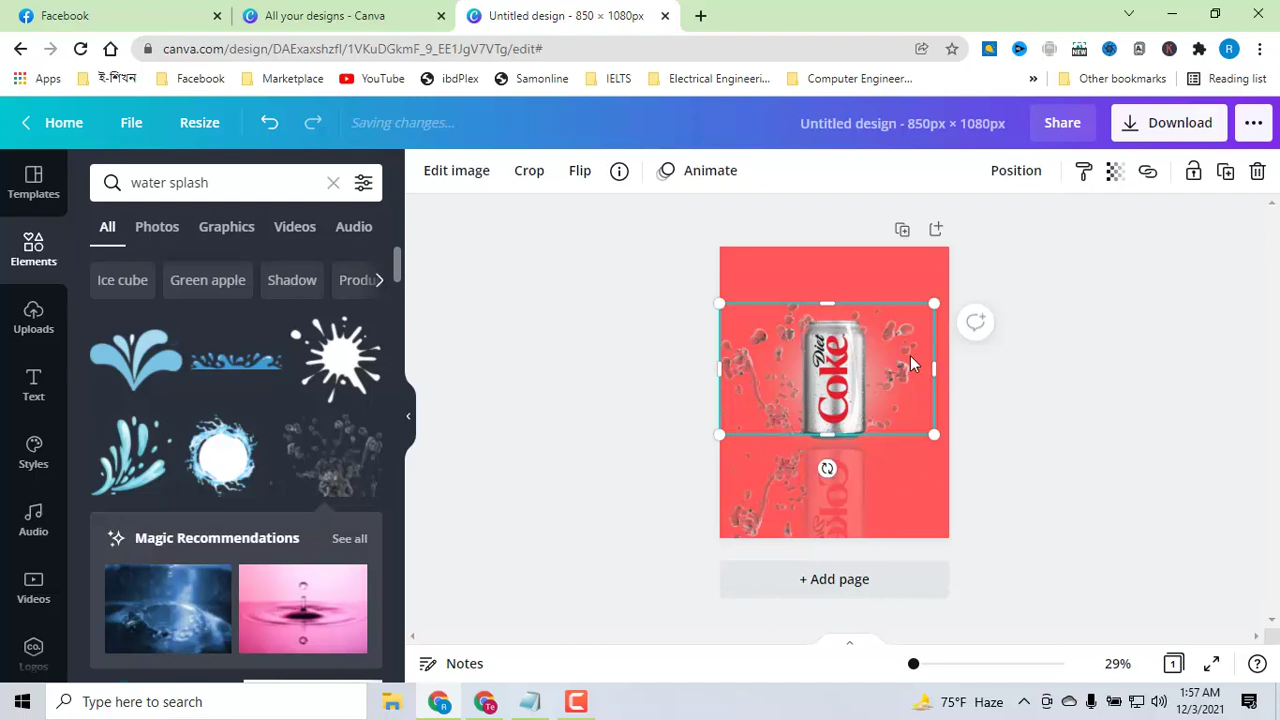 Facebook
All your designs - Canva
Untitled design - 850 × 1080px
canva.com/design/DAExaxshzfI/1VKuDGkmF_9_EE1JgV7VTg/edit#
Apps
ই-শিখন
Facebook
Marketplace
YouTube
ibdPlex
Samonline
IELTS
Electrical Engineeri...
Computer Engineer...
Other bookmarks
Reading list
Home
File
Resize
Saving changes...
Untitled design - 850px × 1080px
Share
Download
Templates
Elements
Uploads
Text
Styles
Audio
Videos
Logos
water splash
All
Photos
Graphics
Videos
Audio
Ice cube
Green apple
Shadow
Produ
Magic Recommendations
See all
Edit image
Crop
Flip
Animate
Position
Diet
Coke
+ Add page
Notes
29%
1
Type here to search
75°F Haze
1:57 AM
12/3/2021